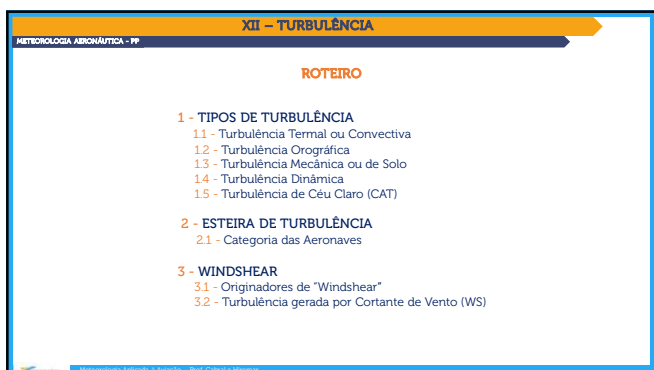 XII – TURBULÊNCIA
METEOROLOGIA AERONÁUTICA - PP
ROTEIRO
1 - TIPOS DE TURBULÊNCIA
1.1 - Turbulência Termal ou Convectiva
1.2 - Turbulência Orográfica
1.3 - Turbulência Mecânica ou de Solo
1.4 - Turbulência Dinâmica
1.5 - Turbulência de Céu Claro (CAT)
2 - ESTEIRA DE TURBULÊNCIA
2.1 - Categoria das Aeronaves
3 - WINDSHEAR
3.1 - Originadores de “Windshear”
3.2 - Turbulência gerada por Cortante de Vento (WS)